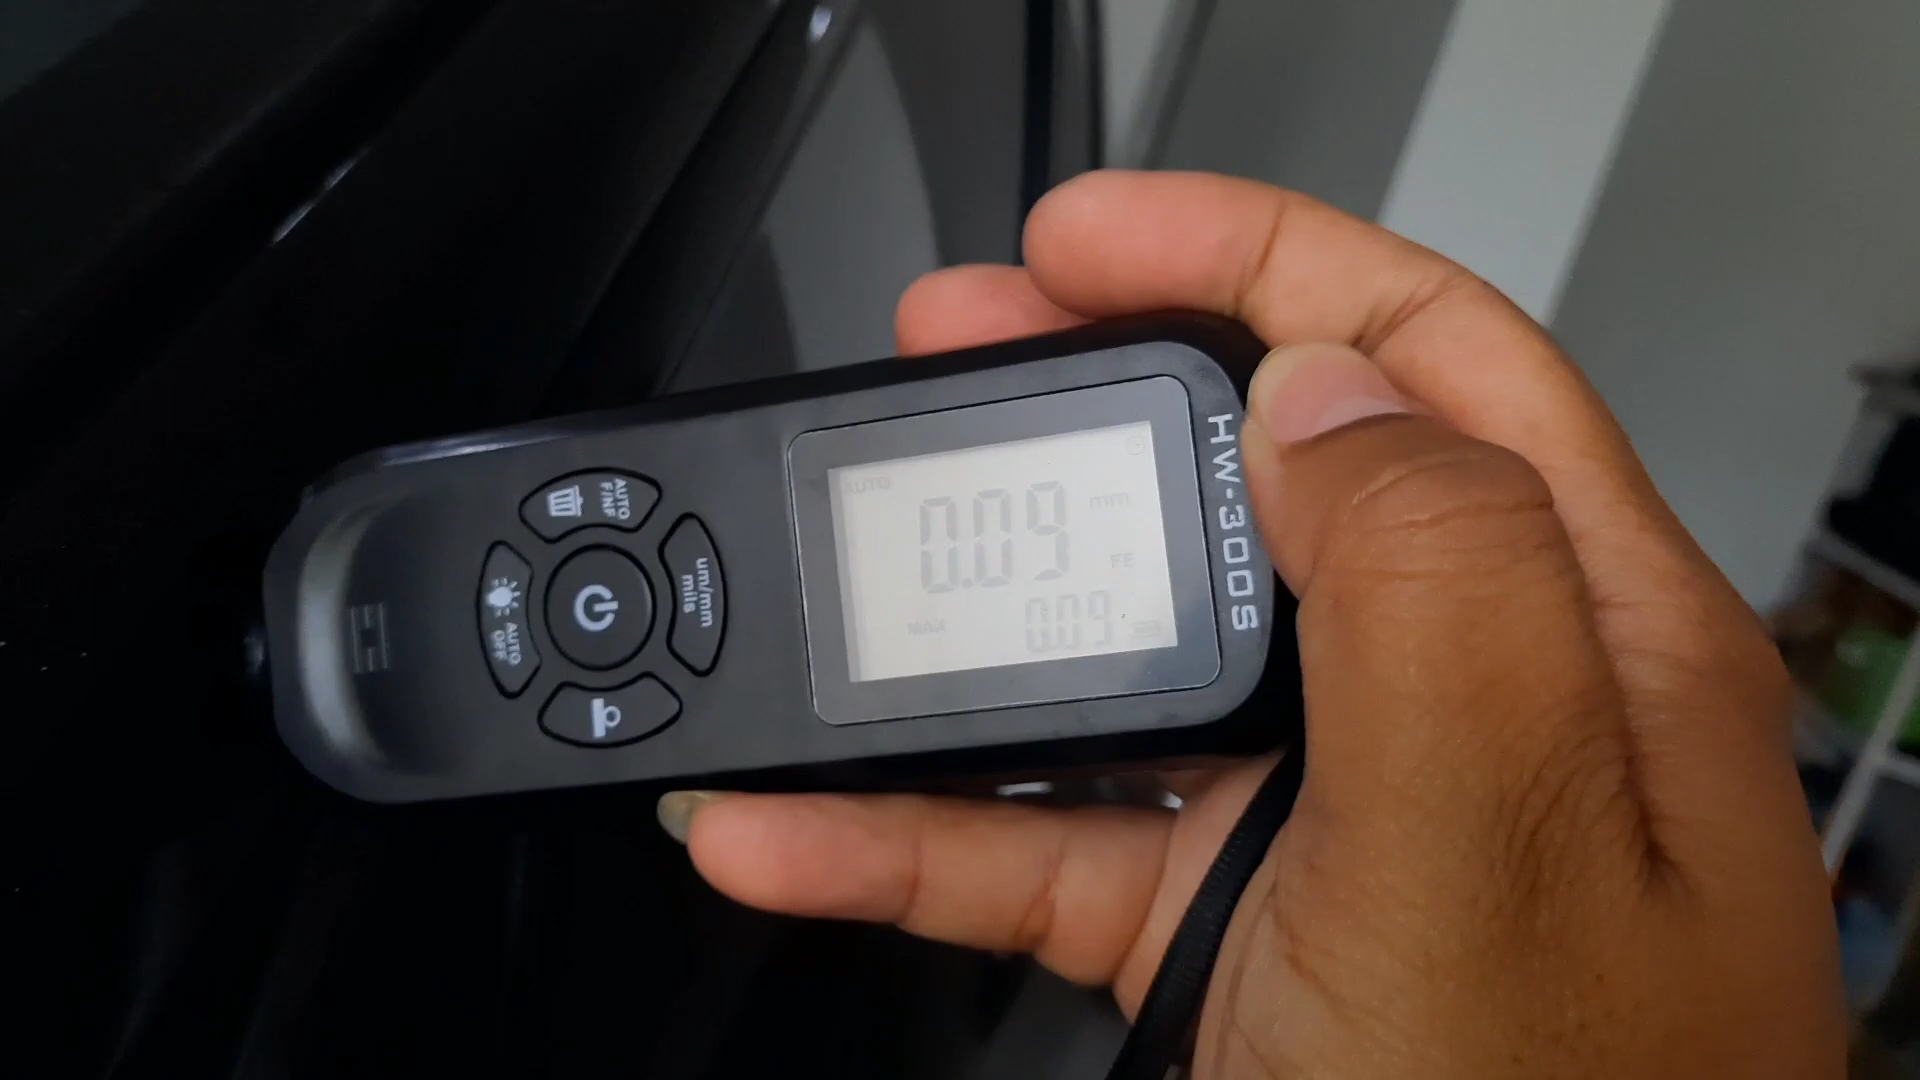 AUTO
0.09 mm
FE
MAX 0.09
HW-300S
AUTO
F/NF
um/mm
mils
AUTO
OFF